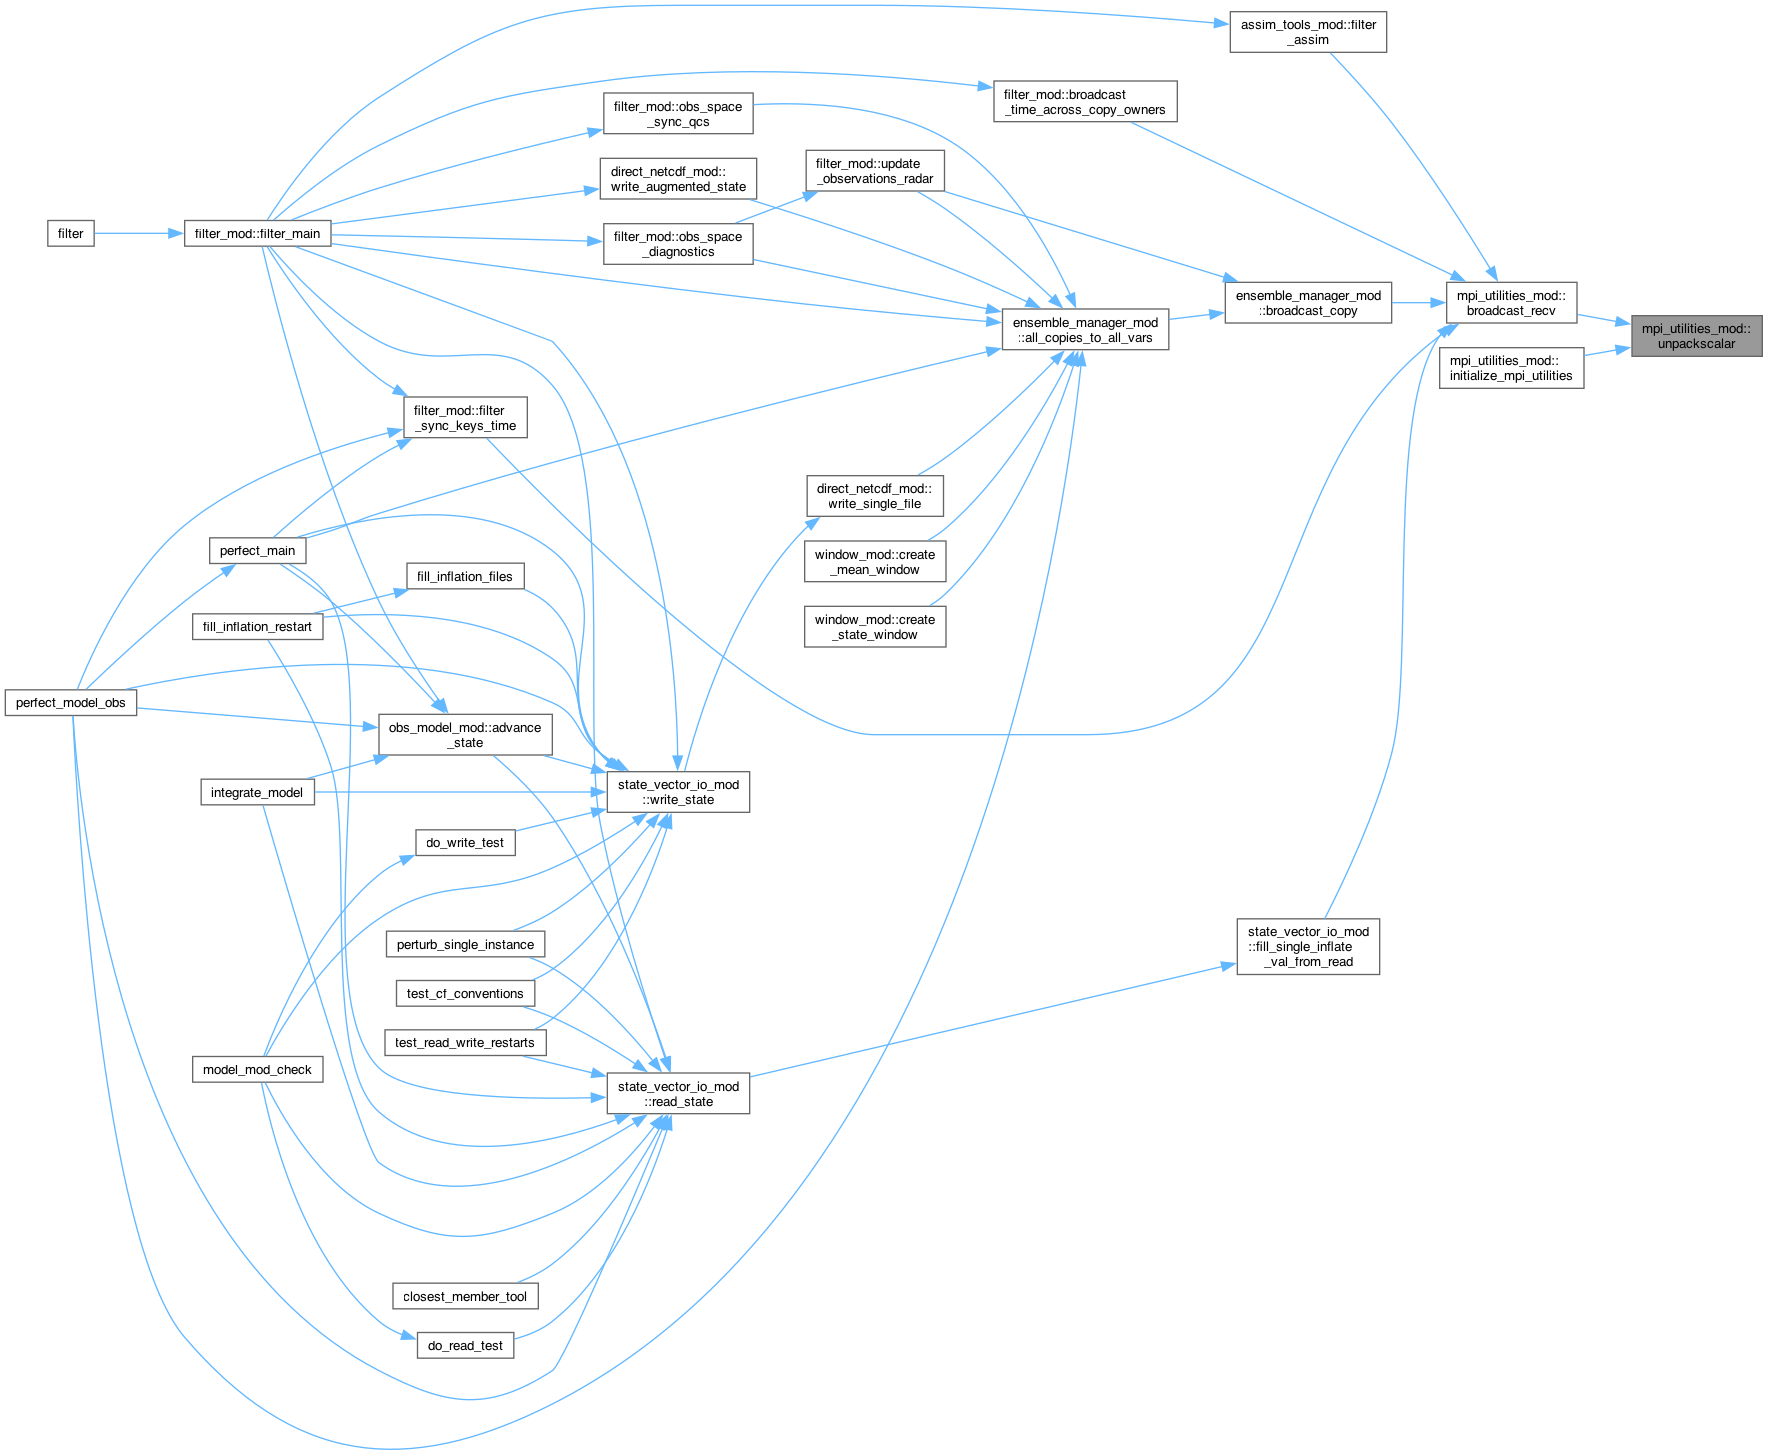 assim_tools_mod::filter
_assim
filter_mod::broadcast
_time_across_copy_owners
filter_mod::obs_space
_sync_qcs
filter_mod::update
_observations_radar
direct_netcdf_mod::
write_augmented_state
filter
filter_mod::filter_main
filter_mod::obs_space
_diagnostics
ensemble_manager_mod
::broadcast_copy
mpi_utilities_mod::
broadcast_recv
ensemble_manager_mod
::all_copies_to_all_vars
mpi_utilities_mod::
unpackscalar
mpi_utilities_mod::
initialize_mpi_utilities
filter_mod::filter
_sync_keys_time
direct_netcdf_mod::
write_single_file
perfect_main
window_mod::create
_mean_window
fill_inflation_files
fill_inflation_restart
window_mod::create
_state_window
perfect_model_obs
obs_model_mod::advance
_state
integrate_model
state_vector_io_mod
::write_state
do_write_test
perturb_single_instance
state_vector_io_mod
::fill_single_inflate
_val_from_read
test_cf_conventions
test_read_write_restarts
model_mod_check
state_vector_io_mod
::read_state
closest_member_tool
do_read_test